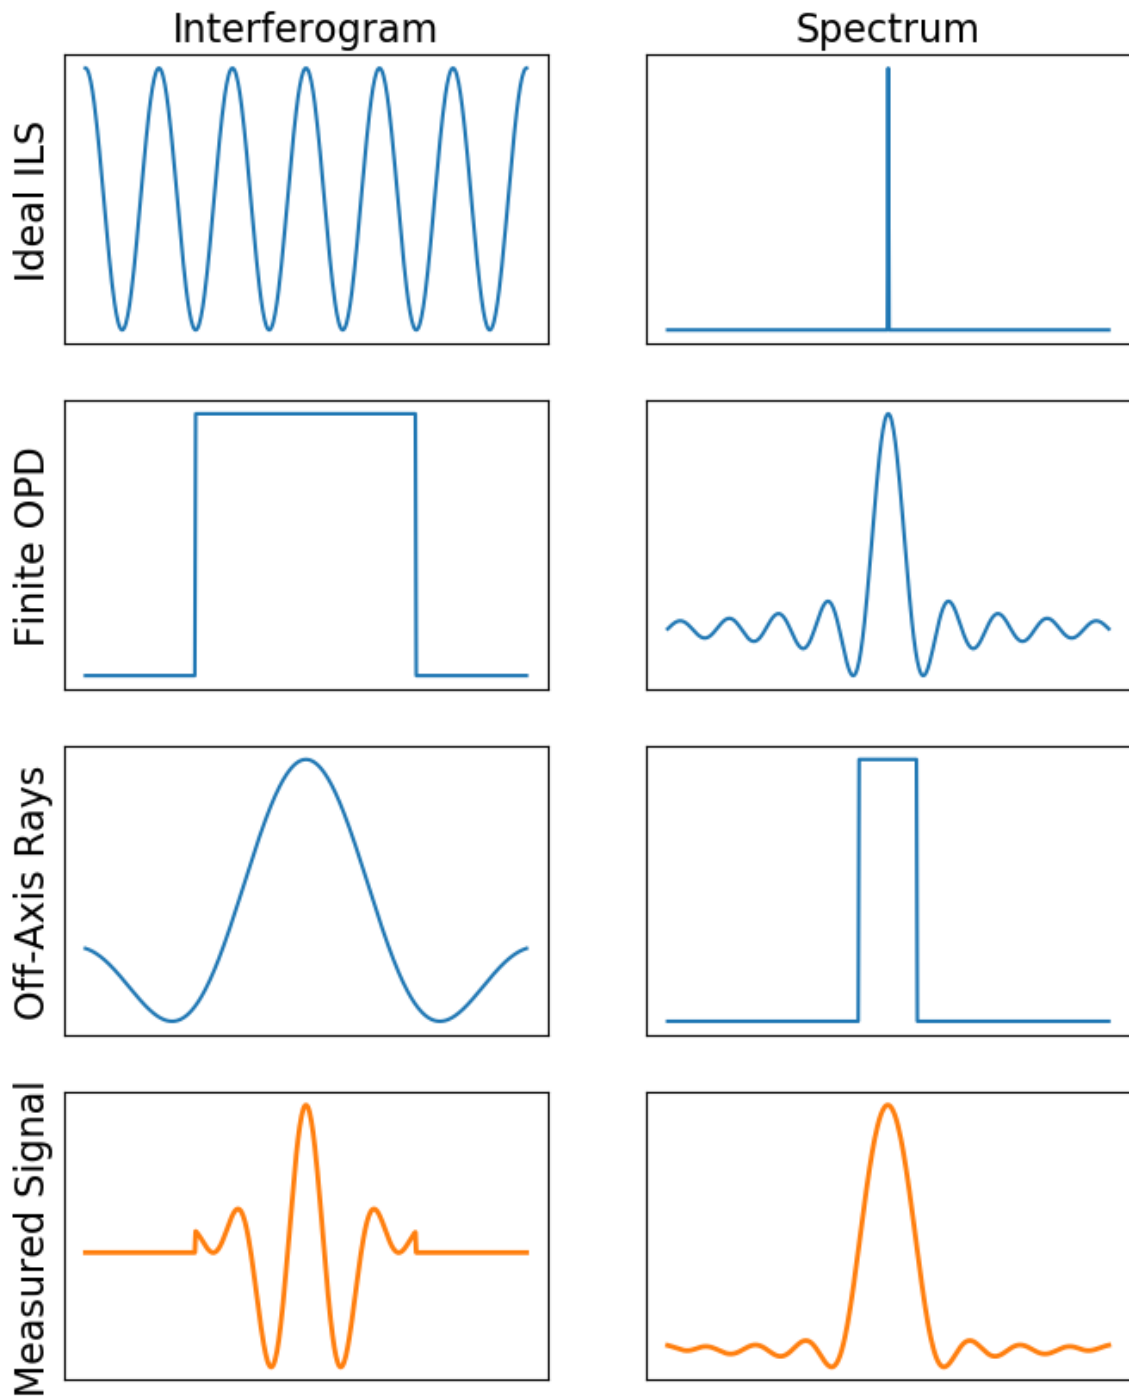 Interferogram
Spectrum
Ideal ILS
Finite OPD
Off-Axis Rays
Measured Signal